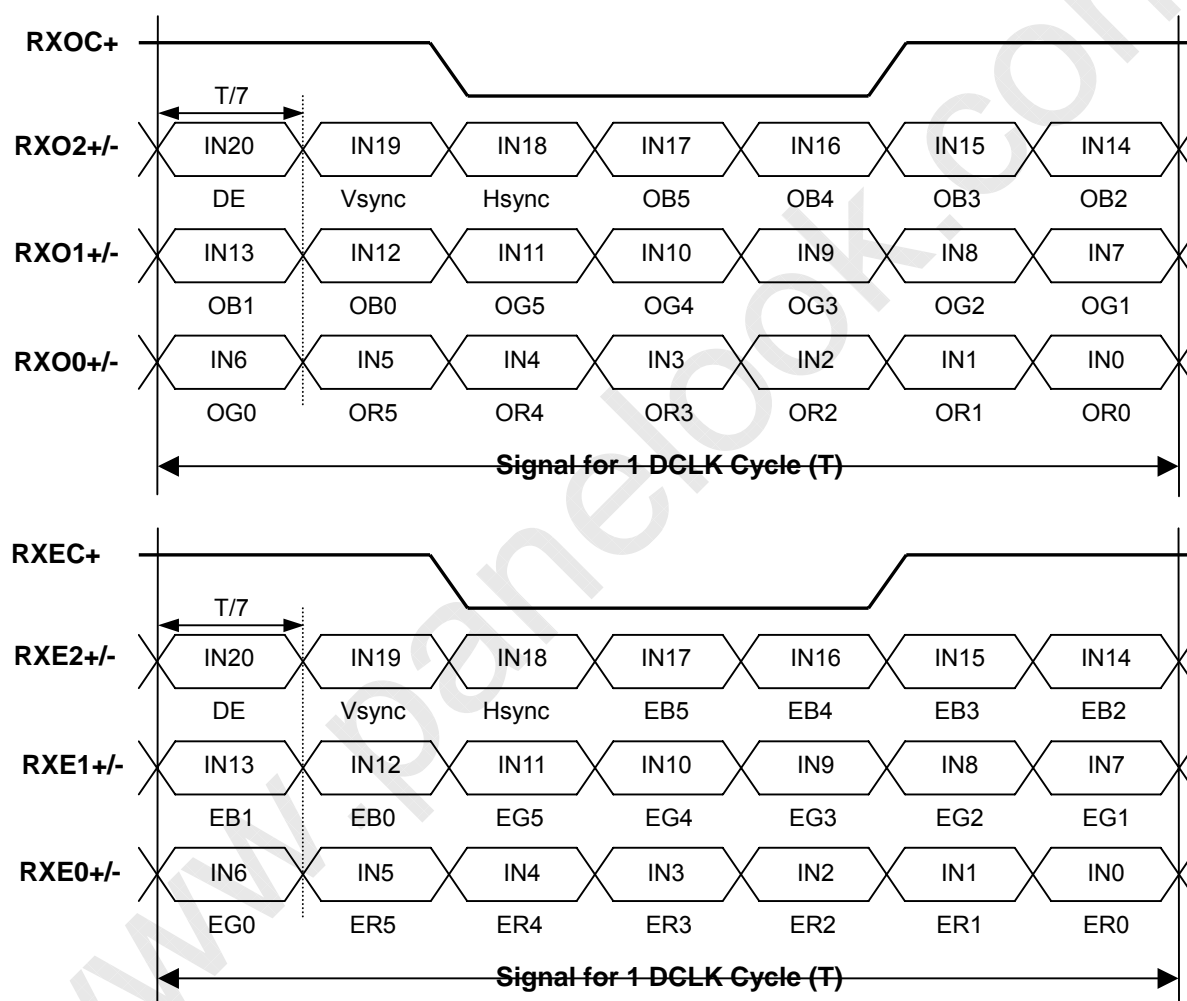 RXOC+
T/7
RXO2+/- IN20 IN19 IN18 IN17 IN16 IN15 IN14
DE Vsync Hsync OB5 OB4 OB3 OB2
RXO1+/- IN13 IN12 IN11 IN10 IN9 IN8 IN7
OB1 OB0 OG5 OG4 OG3 OG2 OG1
RXO0+/- IN6 IN5 IN4 IN3 IN2 IN1 IN0
OG0 OR5 OR4 OR3 OR2 OR1 OR0
Signal for 1 DCLK Cycle (T)
RXEC+
T/7
RXE2+/- IN20 IN19 IN18 IN17 IN16 IN15 IN14
DE Vsync Hsync EB5 EB4 EB3 EB2
RXE1+/- IN13 IN12 IN11 IN10 IN9 IN8 IN7
EB1 EB0 EG5 EG4 EG3 EG2 EG1
RXE0+/- IN6 IN5 IN4 IN3 IN2 IN1 IN0
EG0 ER5 ER4 ER3 ER2 ER1 ER0
Signal for 1 DCLK Cycle (T)
www.panelook.com